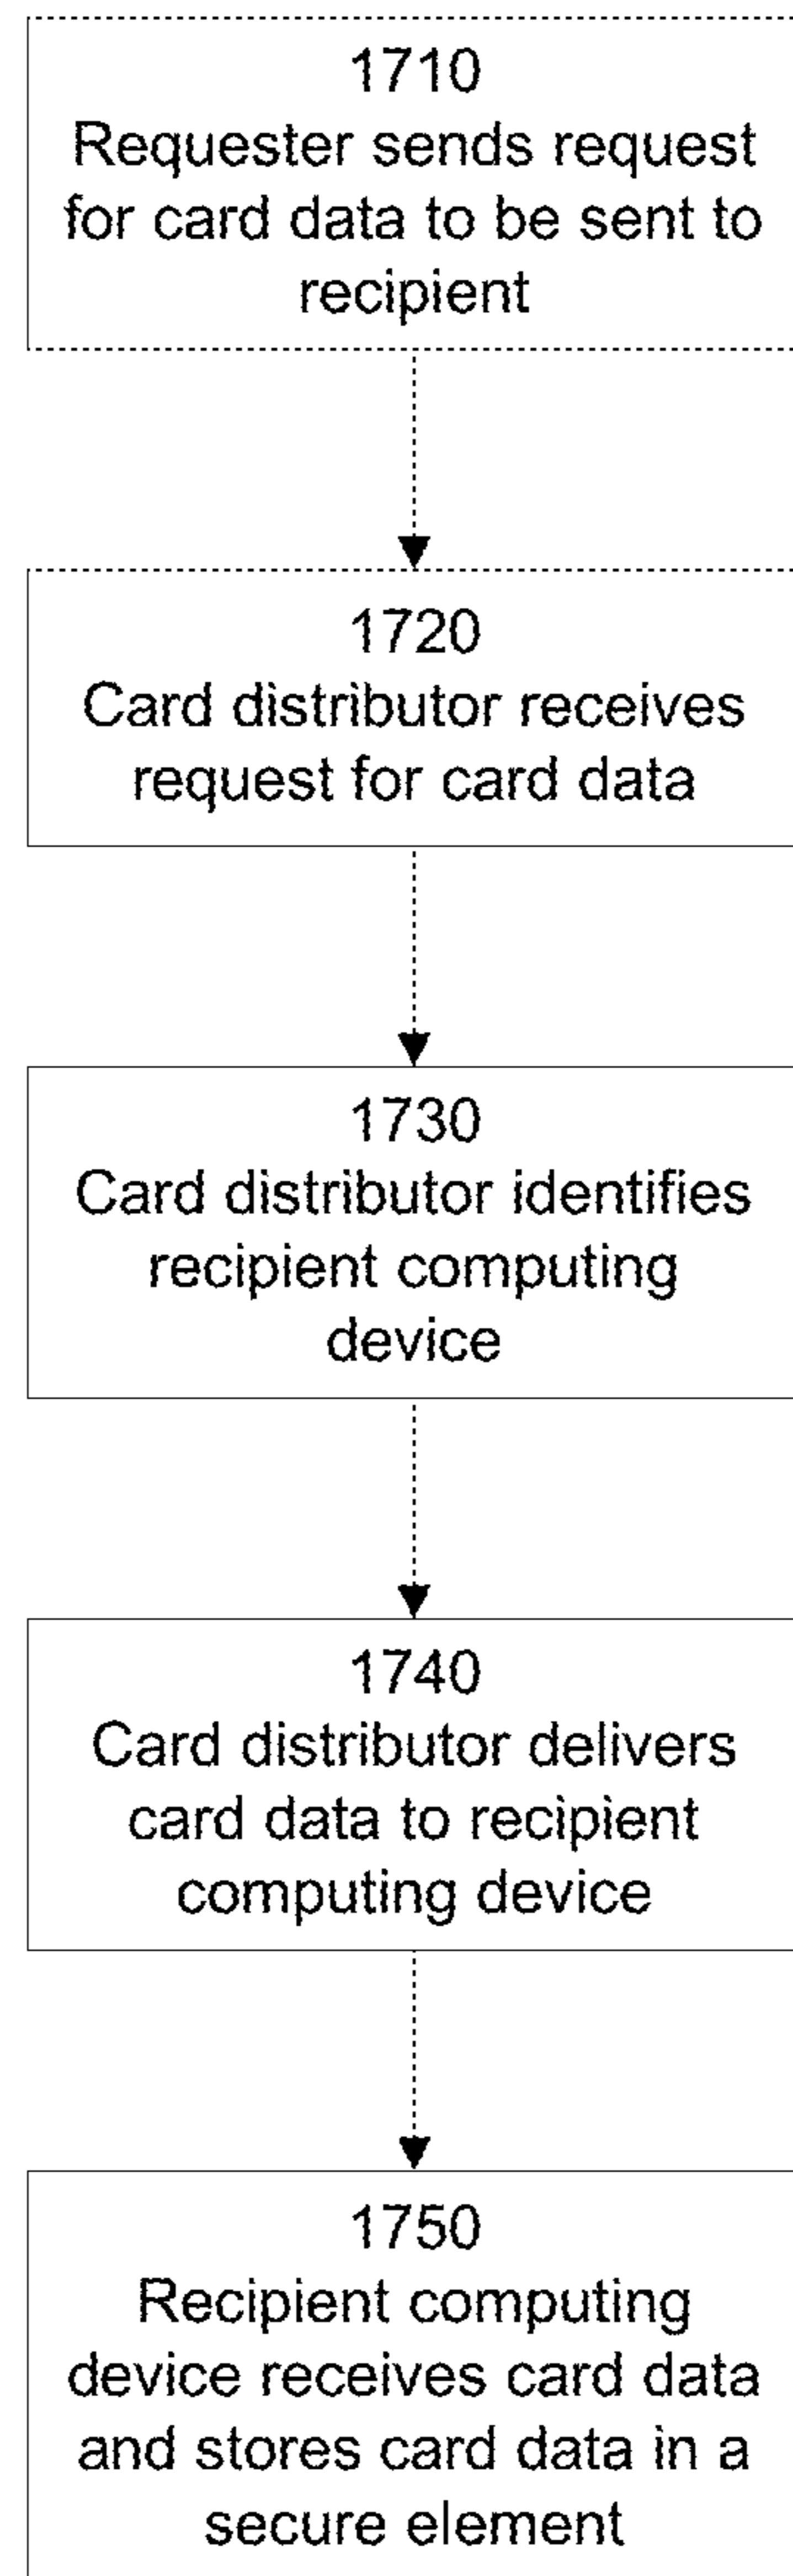 1710
Requester sends request
for card data to be sent to
recipient
1720
Card distributor receives
request for card data
1730
Card distributor identifies
recipient computing
device
1740
Card distributor delivers
card data to recipient
computing device
1750
Recipient computing
device receives card data
and stores card data in a
secure element